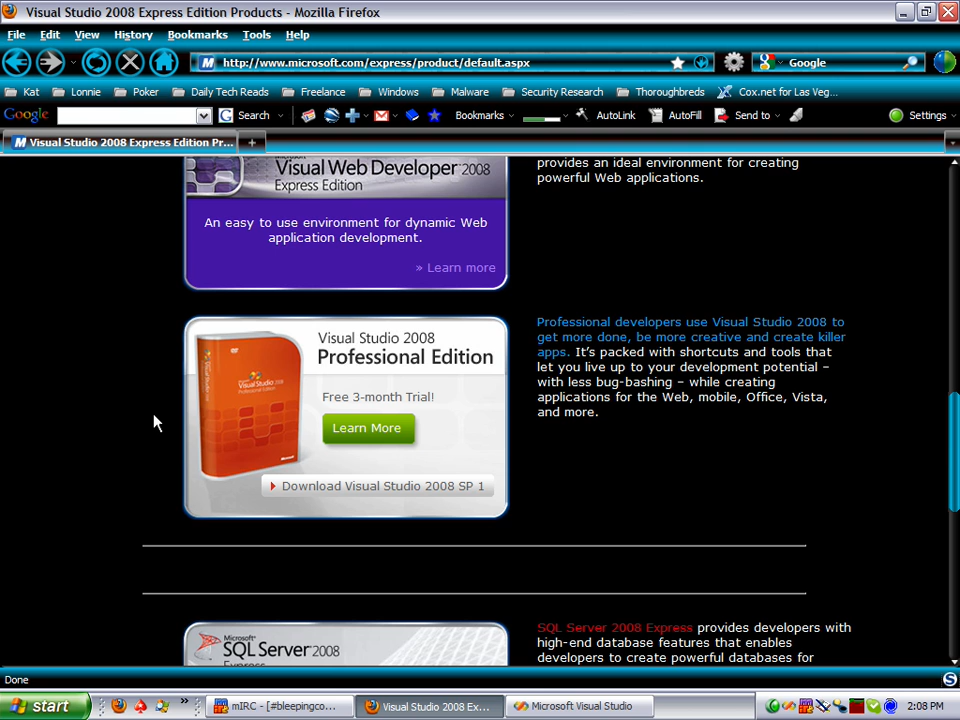 Visual Studio 2008 Express Edition Products - Mozilla Firefox
File Edit View History Bookmarks Tools Help
http://www.microsoft.com/express/product/default.aspx
Google
Kat Lonnie Poker Daily Tech Reads Freelance Windows Malware Security Research Thoroughbreds Cox.net for Las Veg...
Google Search Bookmarks AutoLink AutoFill Send to Settings
Visual Studio 2008 Express Edition Pr...
Visual Web Developer 2008
Express Edition
An easy to use environment for dynamic Web
application development.
» Learn more
provides an ideal environment for creating
powerful Web applications.
Visual Studio 2008
Professional Edition
Free 3-month Trial!
Learn More
Download Visual Studio 2008 SP 1
Visual Studio 2008
Microsoft
Professional developers use Visual Studio 2008 to
get more done, be more creative and create killer
apps. It's packed with shortcuts and tools that
let you live up to your development potential –
with less bug-bashing – while creating
applications for the Web, mobile, Office, Vista,
and more.
Microsoft
SQL Server 2008
Express
SQL Server 2008 Express provides developers with
high-end database features that enables
developers to create powerful databases for
Done
start
mIRC - [#bleepingco...
Visual Studio 2008 Ex...
Microsoft Visual Studio
2:08 PM